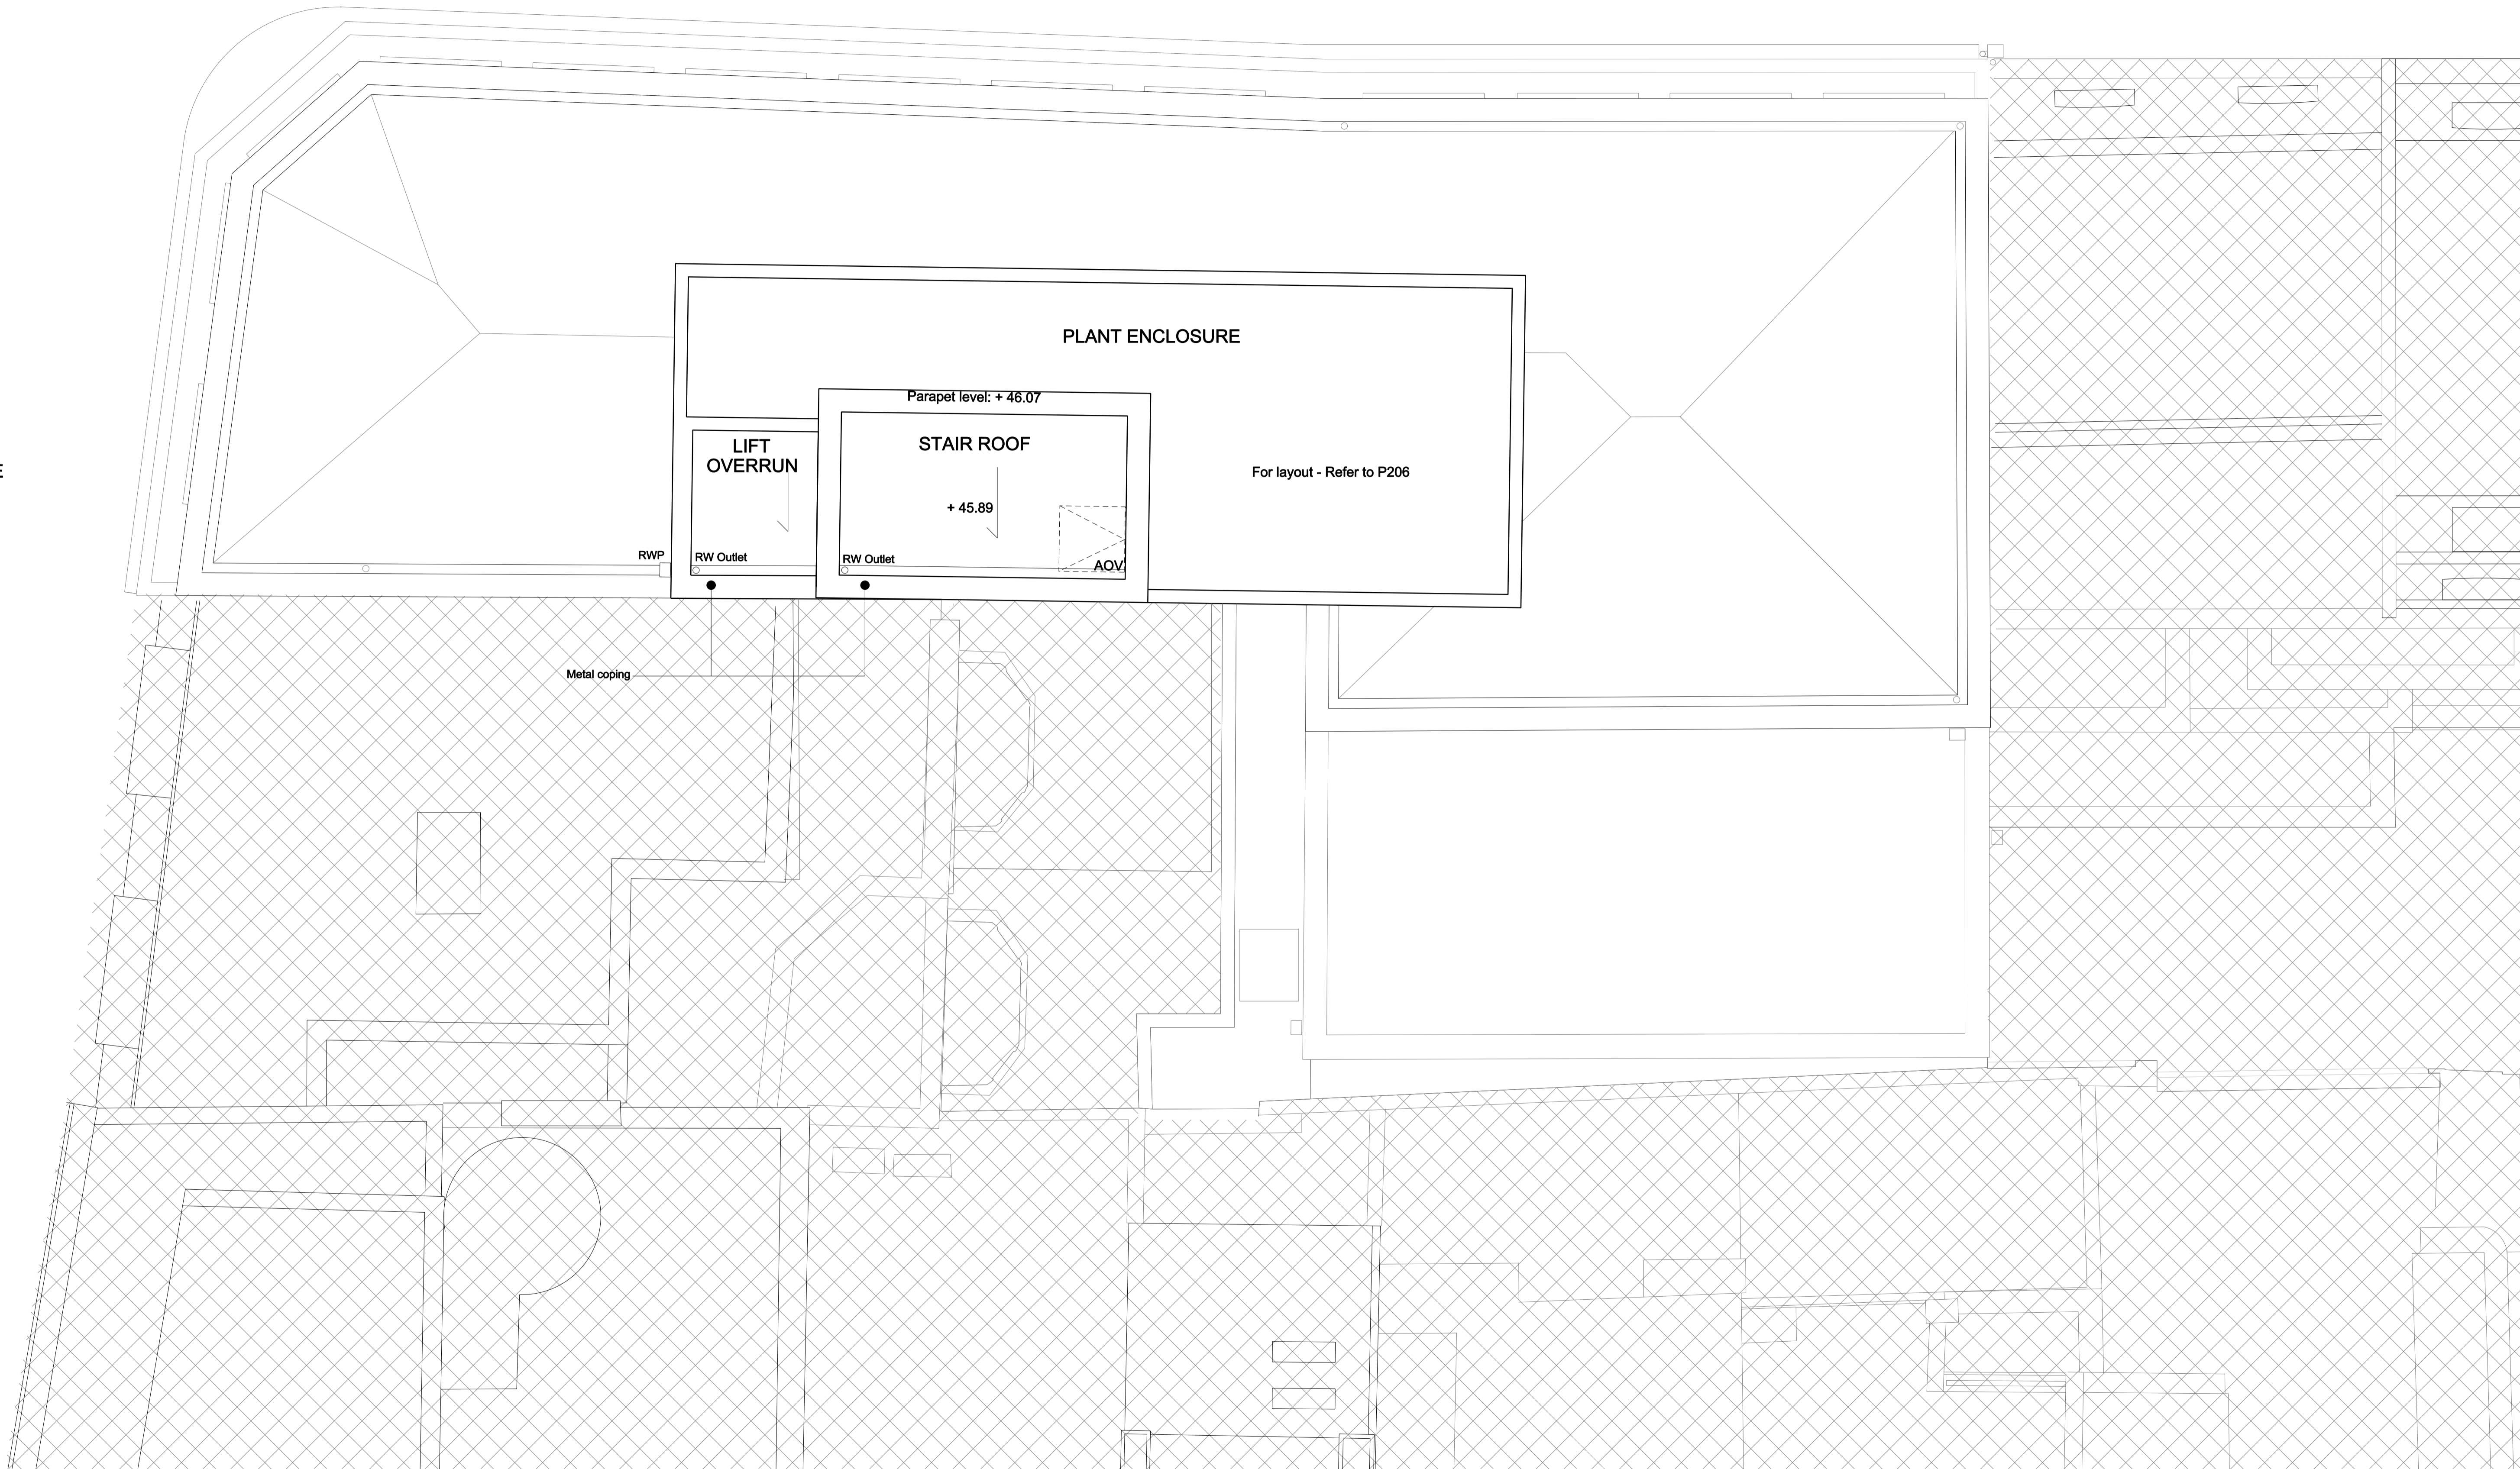 PLANT ENCLOSURE
Parapet level: + 46.07
LIFT
OVERRUN
STAIR ROOF
For layout - Refer to P206
+ 45.89
RWP
RW Outlet
RW Outlet
AOV
Metal coping